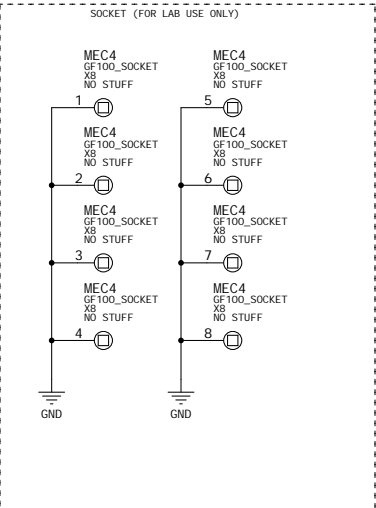 SOCKET (FOR LAB USE ONLY)
MEC4
GF100_SOCKET
X8
NO STUFF
1
MEC4
GF100_SOCKET
X8
NO STUFF
2
MEC4
GF100_SOCKET
X8
NO STUFF
3
MEC4
GF100_SOCKET
X8
NO STUFF
4
GND
MEC4
GF100_SOCKET
X8
NO STUFF
5
MEC4
GF100_SOCKET
X8
NO STUFF
6
MEC4
GF100_SOCKET
X8
NO STUFF
7
MEC4
GF100_SOCKET
X8
NO STUFF
8
GND